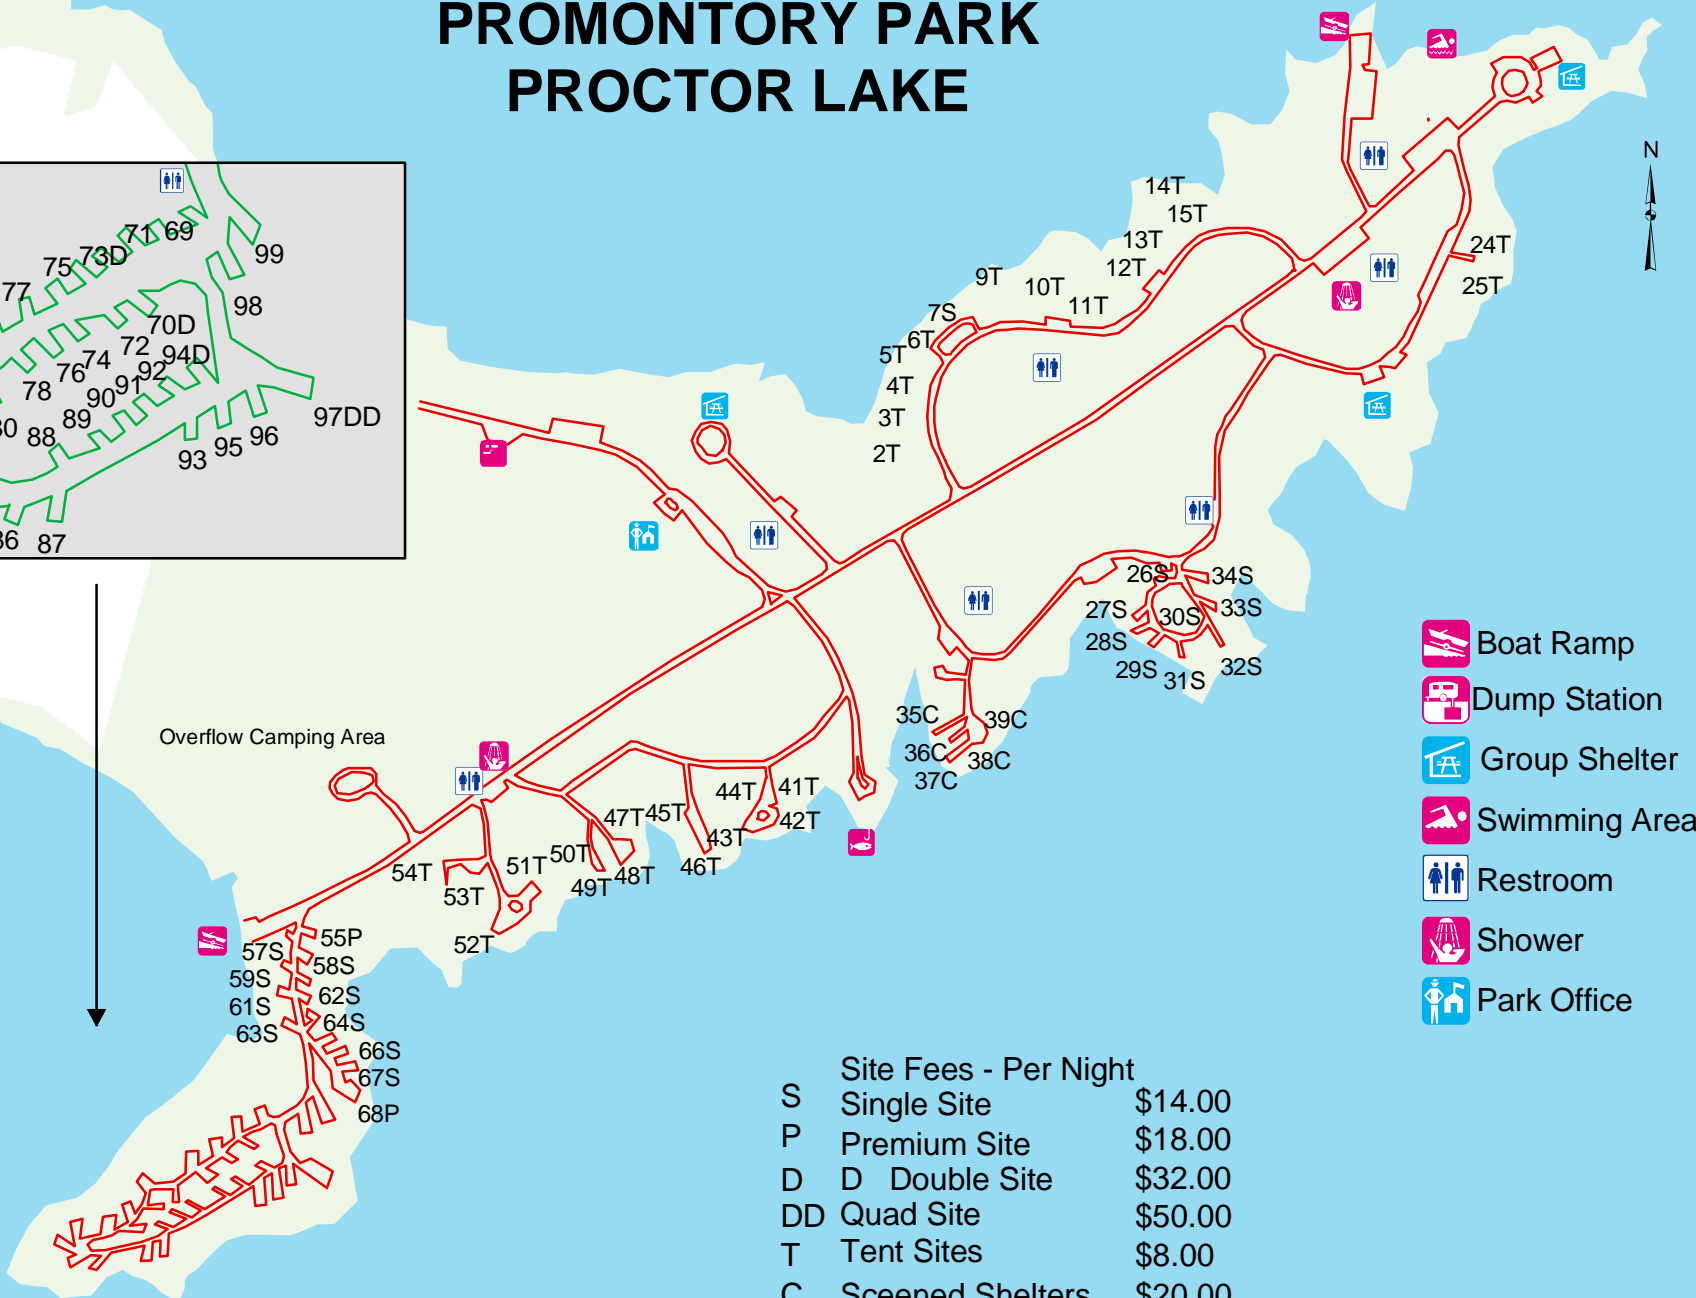 PROMONTORY PARK
PROCTOR LAKE
N
14T
15T
13T
12T
9T
10T
11T
7S
6T
5T
4T
3T
2T
24T
25T
71
69
73D
75
77
99
98
70D
72
94D
74
92
76
91
78
90
89
88
97DD
96
95
93
87
26S
34S
27S
33S
30S
28S
29S
31S
32S
35C
39C
36C
38C
37C
Overflow Camping Area
44T
41T
42T
47T
45T
43T
46T
50T
51T
54T
53T
49T
48T
52T
57S
55P
59S
58S
61S
62S
63S
64S
66S
67S
68P
Boat Ramp
Dump Station
Group Shelter
Swimming Area
Restroom
Shower
Park Office
Site Fees - Per Night
S Single Site $14.00
P Premium Site $18.00
D D Double Site $32.00
DD Quad Site $50.00
T Tent Sites $8.00
C Sceened Shelters $20.00